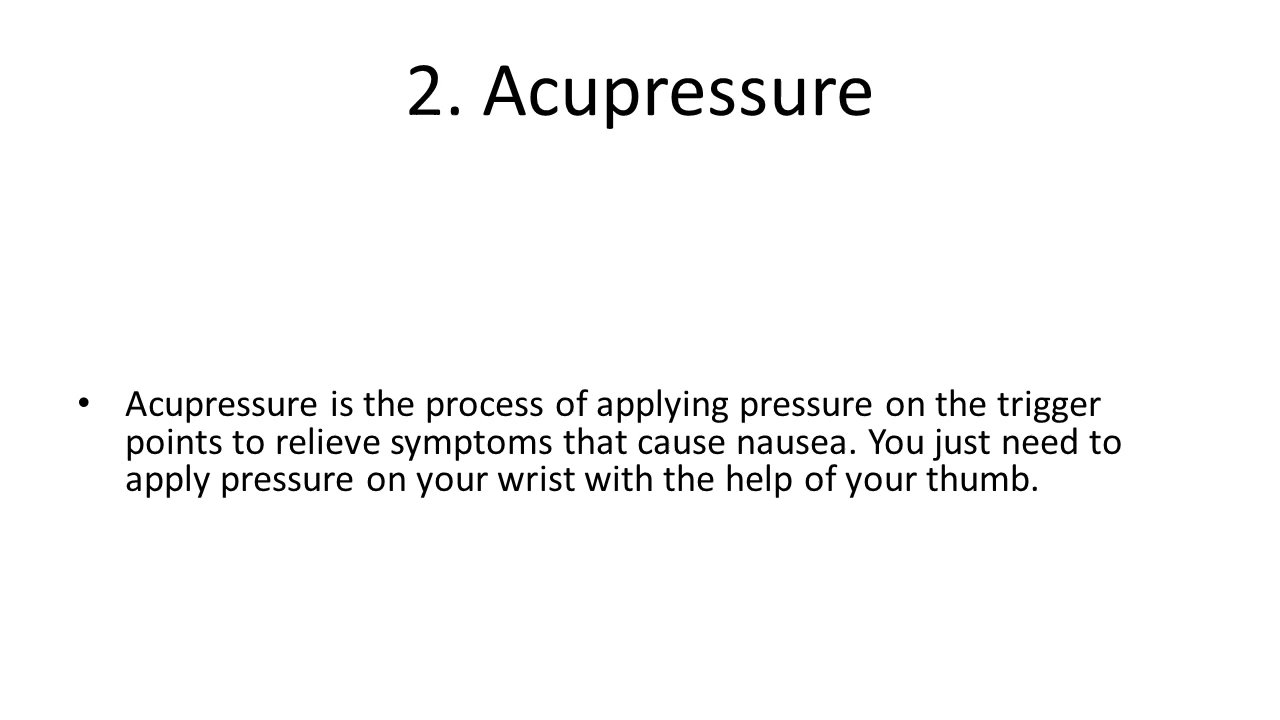 2. Acupressure
• Acupressure is the process of applying pressure on the trigger
points to relieve symptoms that cause nausea. You just need to
apply pressure on your wrist with the help of your thumb.